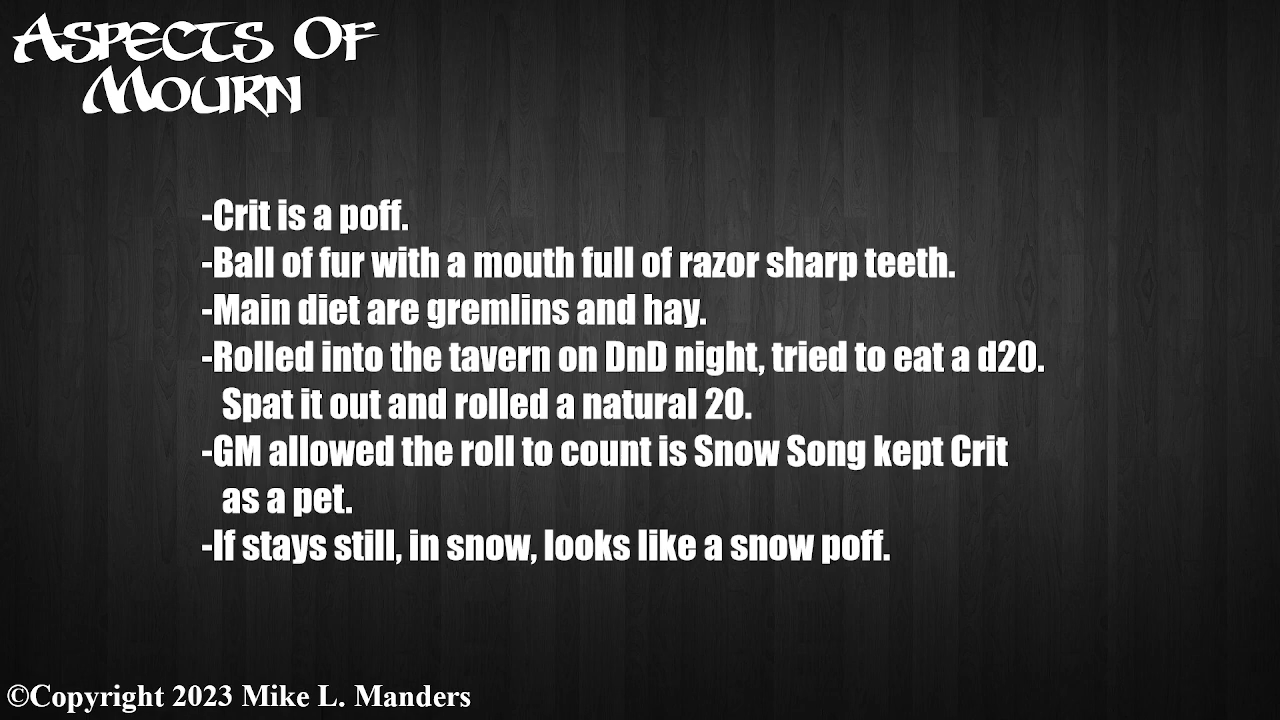 Aspects Of
Mourn
-Crit is a poff.
-Ball of fur with a mouth full of razor sharp teeth.
-Main diet are gremlins and hay.
-Rolled into the tavern on DnD night, tried to eat a d20.
Spat it out and rolled a natural 20.
-GM allowed the roll to count is Snow Song kept Crit
as a pet.
-If stays still, in snow, looks like a snow poff.
©Copyright 2023 Mike L. Manders